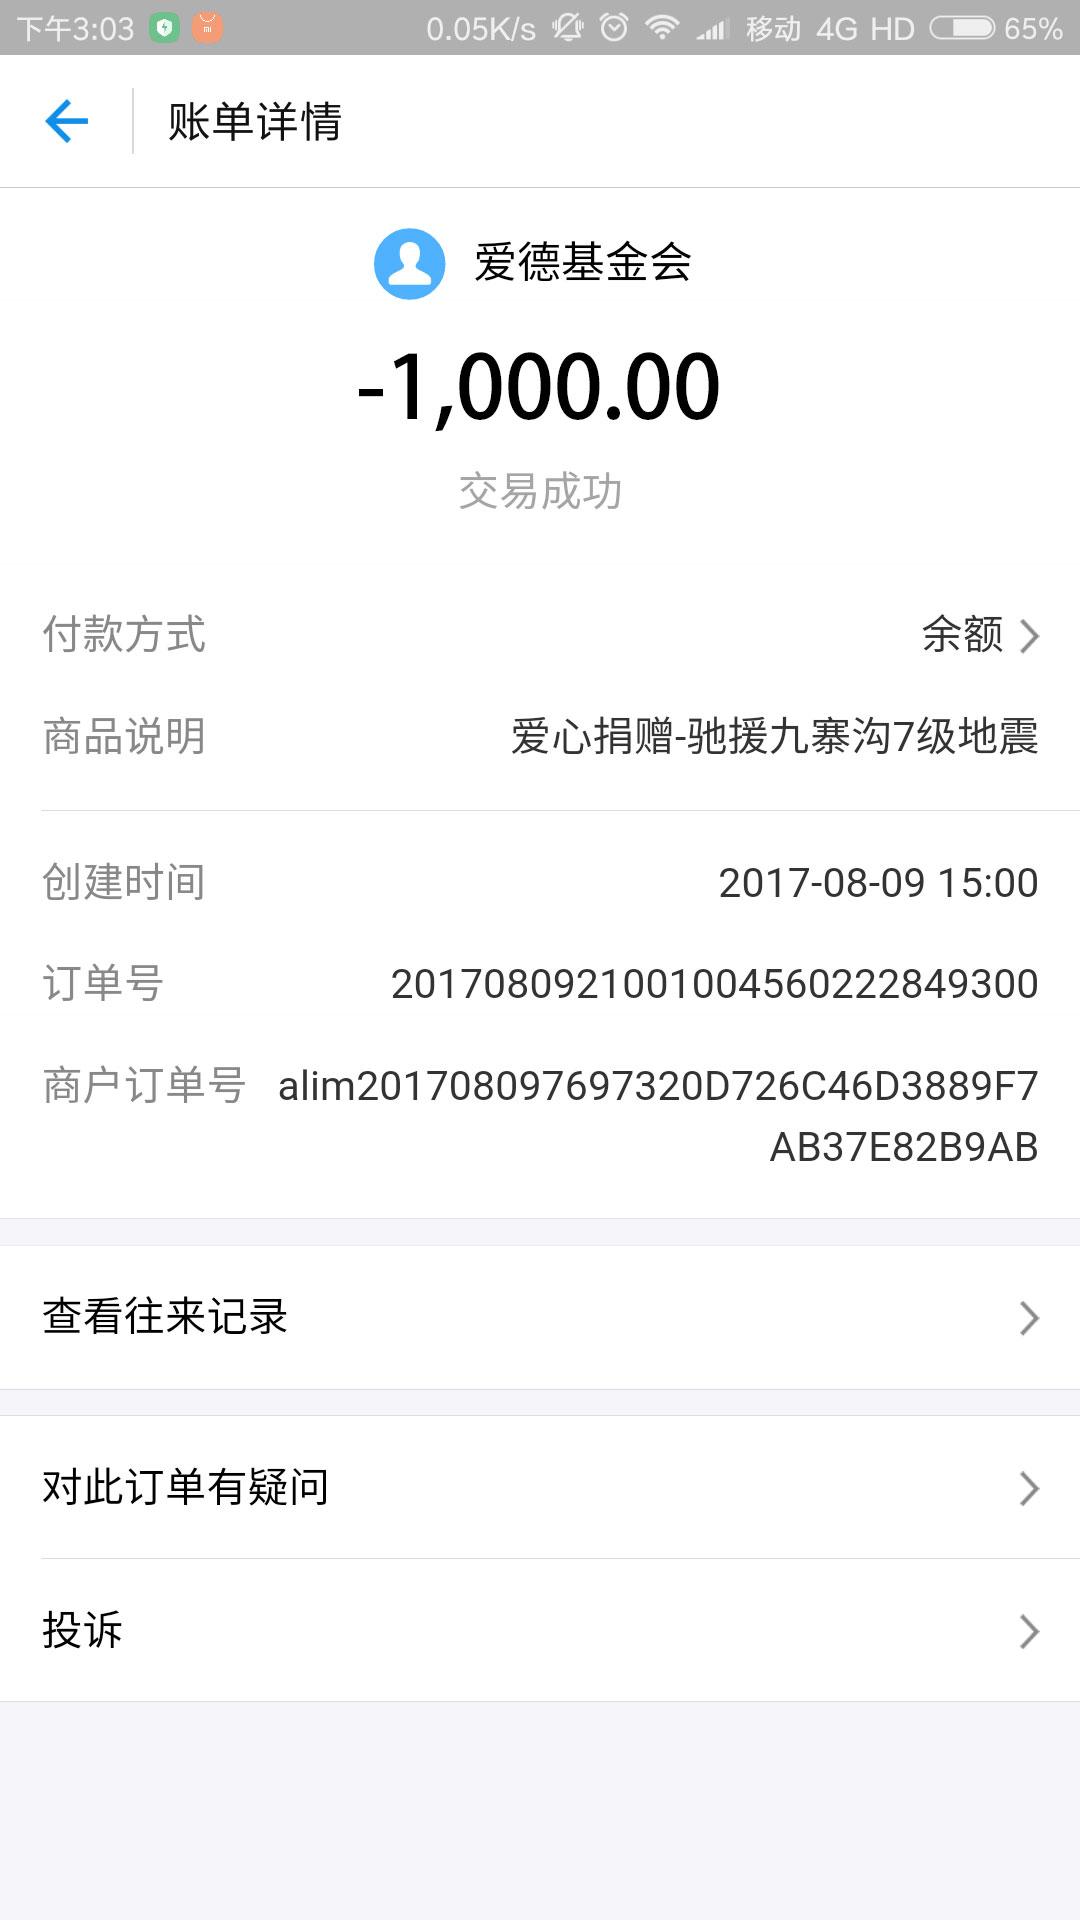 下午3:03 0.05K/s 移动 4G HD 65%
账单详情
爱德基金会
-1,000.00
交易成功
付款方式 余额
商品说明 爱心捐赠-驰援九寨沟7级地震
创建时间 2017-08-09 15:00
订单号 20170809210010004560222849300
商户订单号 alim201708097697320D726C46D3889F7
AB37E82B9AB
查看往来记录
对此订单有疑问
投诉